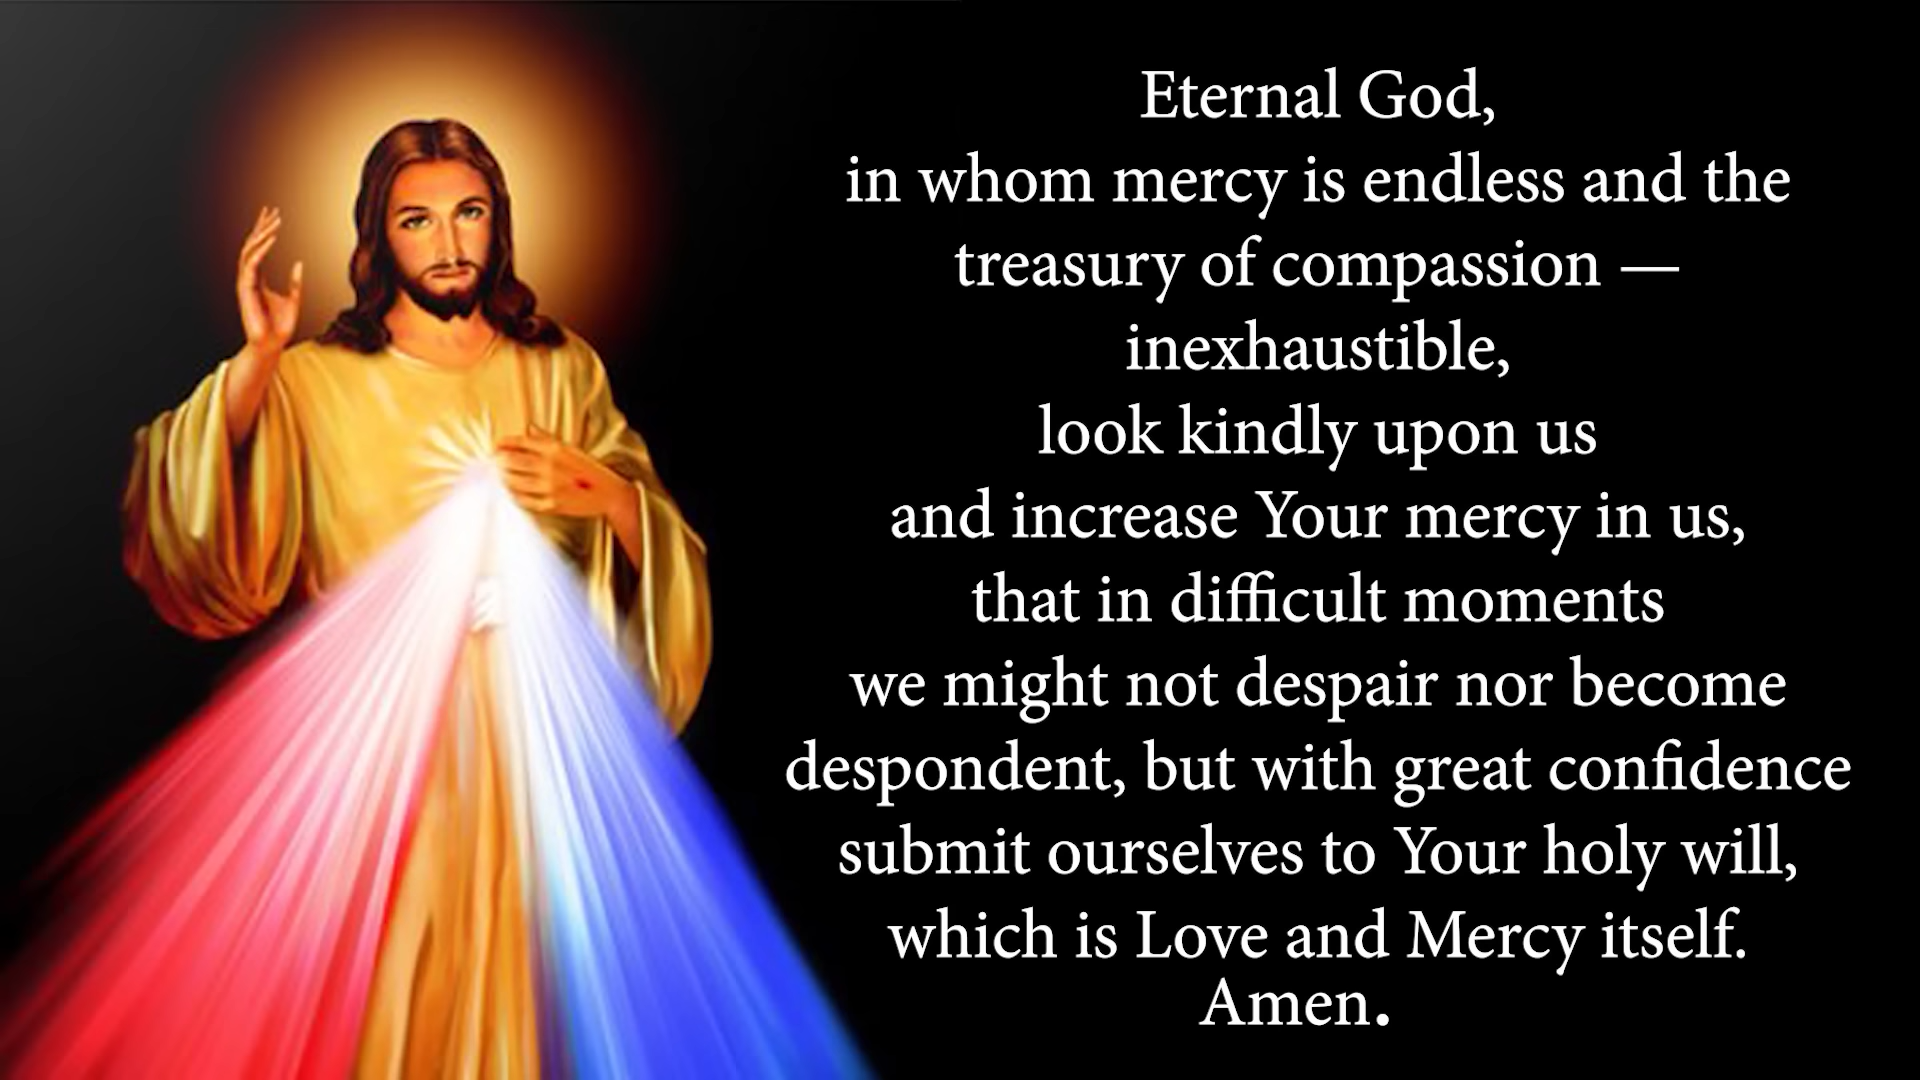 Eternal God,
in whom mercy is endless and the
treasury of compassion —
inexhaustible,
look kindly upon us
and increase Your mercy in us,
that in difficult moments
we might not despair nor become
despondent, but with great confidence
submit ourselves to Your holy will,
which is Love and Mercy itself.
Amen.